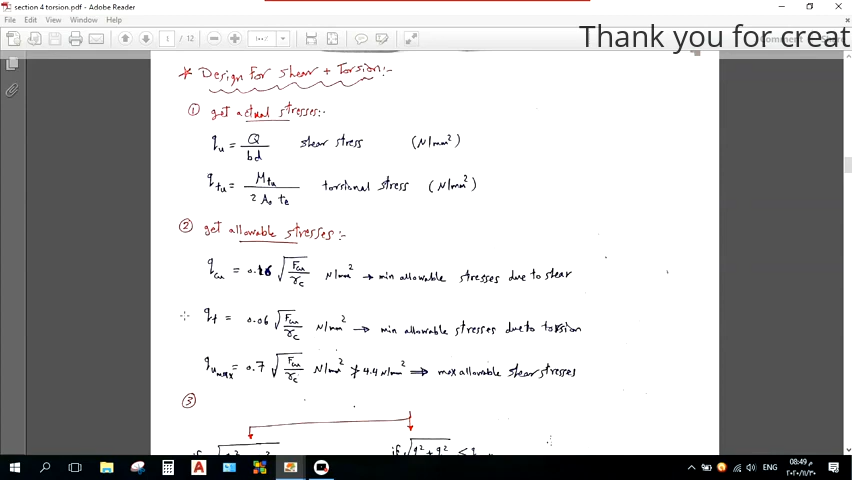 section 4 torsion.pdf - Adobe Reader
File Edit View Window Help
1 / 12
Thank you for creat
* Design For shear + Torsion:-
① get actual stresses:-
qu = Q / bd shear stress (N/mm²)
qtu = Mtu / 2 A₀ te torsional stress (N/mm²)
② get allowable stresses:-
qcu = 0.16 √(Fcu / γc) N/mm² → min allowable stresses due to shear
qt = 0.06 √(Fcu / γc) N/mm² → min allowable stresses due to torsion
qumax = 0.7 √(Fcu / γc) N/mm² ≯ 4.4 N/mm² ⇒ max allowable shear stresses
③
ENG
م 08:49
٢٠٢٠/١١/٣٠